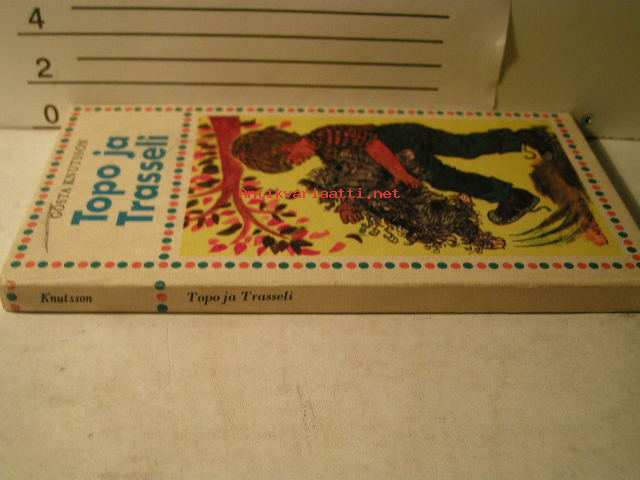 4
2
0
GÖSTA KNUTSSON
Topo ja
Trasseli
Antikvariaatti.net
Knutsson
Topo ja Trasseli